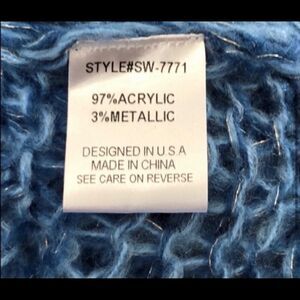 STYLE#SW-7771
97%ACRYLIC
3%METALLIC
DESIGNED IN U S A
MADE IN CHINA
SEE CARE ON REVERSE